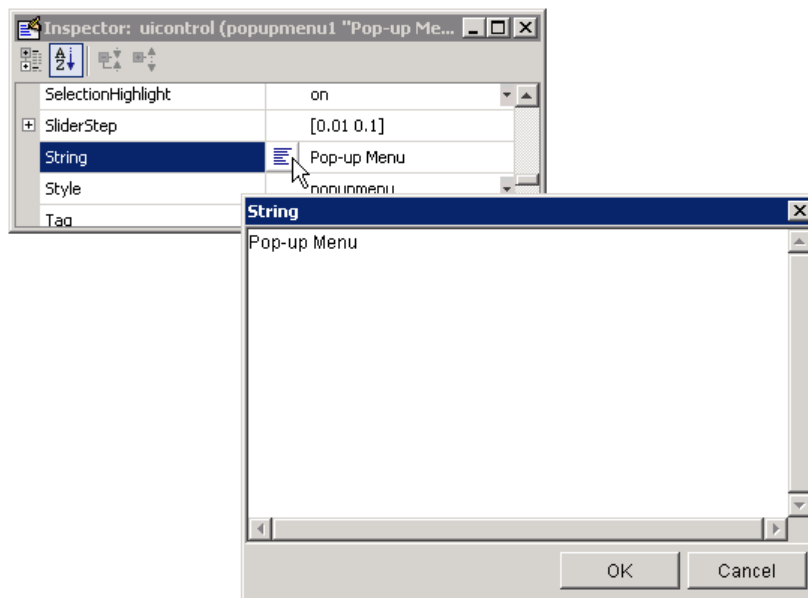 Inspector: uicontrol (popupmenu1 "Pop-up Me...
SelectionHighlight on
SliderStep [0.01 0.1]
String Pop-up Menu
Style popupmenu
Tag
String
Pop-up Menu
OK Cancel